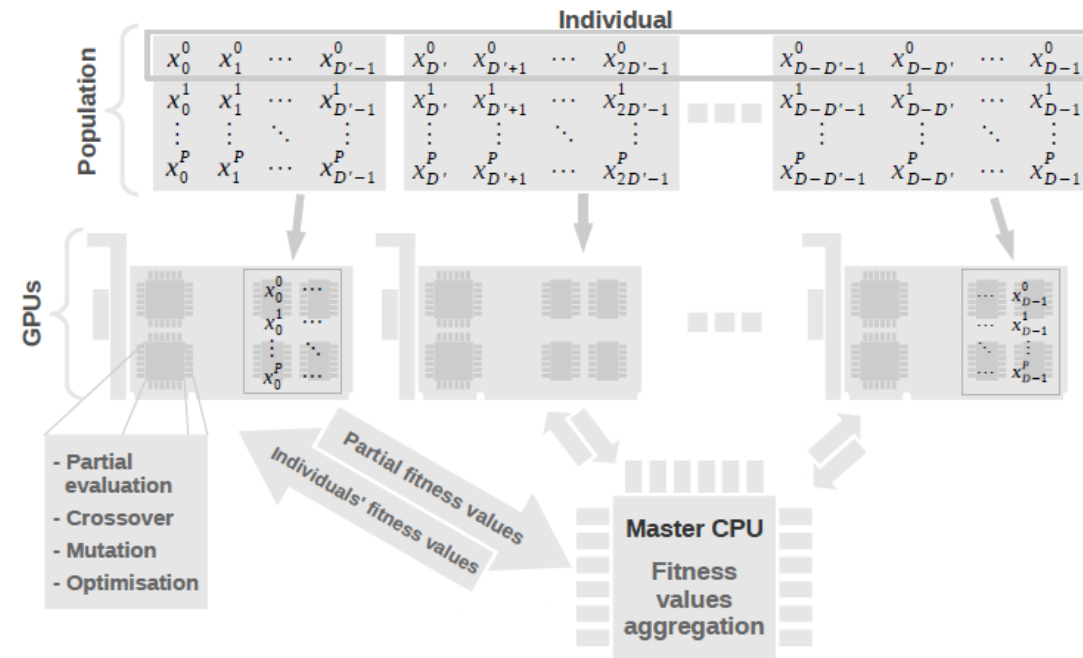 Individual
Population
x_0^0 x_1^0 ⋯ x_{D'-1}^0 x_{D'}^0 x_{D'+1}^0 ⋯ x_{2D'-1}^0 x_{D-D'-1}^0 x_{D-D'}^0 ⋯ x_{D-1}^0
x_0^1 x_1^1 ⋯ x_{D'-1}^1 x_{D'}^1 x_{D'+1}^1 ⋯ x_{2D'-1}^1 x_{D-D'-1}^1 x_{D-D'}^1 ⋯ x_{D-1}^1
⋮ ⋮ ⋱ ⋮ ⋮ ⋮ ⋱ ⋮ ⋮ ⋮ ⋱ ⋮
x_0^P x_1^P ⋯ x_{D'-1}^P x_{D'}^P x_{D'+1}^P ⋯ x_{2D'-1}^P x_{D-D'-1}^P x_{D-D'}^P ⋯ x_{D-1}^P
GPUs
x_0^0 ⋯
x_0^1 ⋯
⋮ ⋱
x_0^P ⋯
⋯ x_{D-1}^0
⋯ x_{D-1}^1
⋱ ⋮
⋯ x_{D-1}^P
- Partial
evaluation
- Crossover
- Mutation
- Optimisation
Partial fitness values
Individuals' fitness values
Master CPU
Fitness
values
aggregation